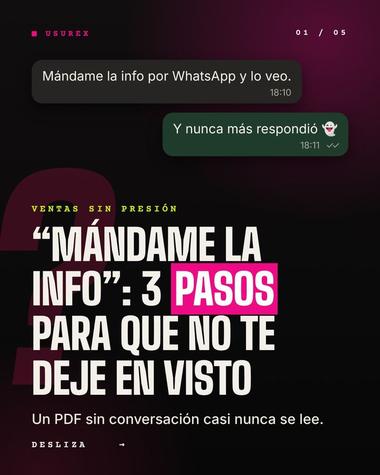 USUREX
01 / 05
Mándame la info por WhatsApp y lo veo.
18:10
Y nunca más respondió 👻
18:11
VENTAS SIN PRESIÓN
“MÁNDAME LA
INFO”: 3 PASOS
PARA QUE NO TE
DEJE EN VISTO
Un PDF sin conversación casi nunca se lee.
DESLIZA →